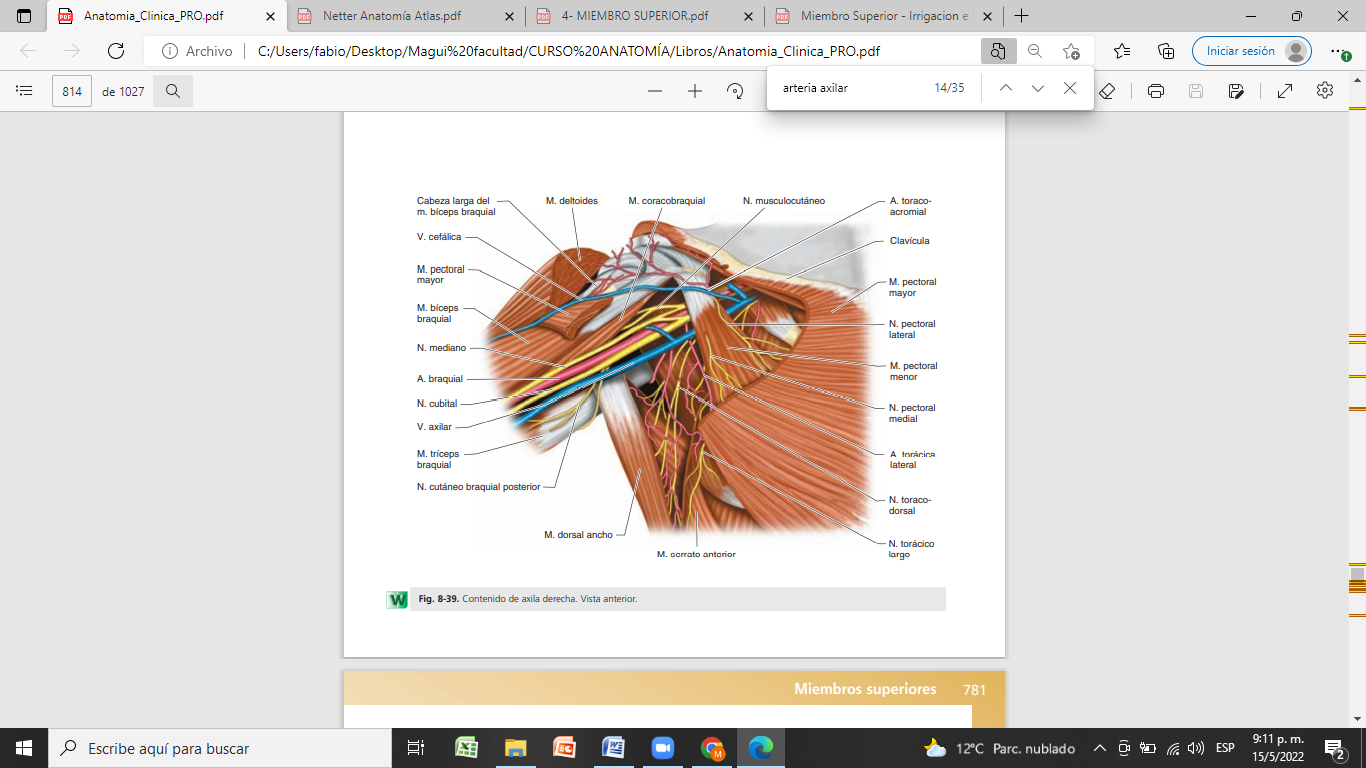 Anatomia_Clinica_PRO.pdf
Netter Anatomía Atlas.pdf
4- MIEMBRO SUPERIOR.pdf
Miembro Superior - Irrigacion e
Archivo
C:/Users/fabio/Desktop/Magui%20facultad/CURSO%20ANATOMÍA/Libros/Anatomia_Clinica_PRO.pdf
Iniciar sesión
814 de 1027
arteria axilar 14/35
Cabeza larga del
m. bíceps braquial
M. deltoides
M. coracobraquial
N. musculocutáneo
A. toraco-
acromial
V. cefálica
Clavícula
M. pectoral
mayor
M. pectoral
mayor
M. bíceps
braquial
N. pectoral
lateral
N. mediano
M. pectoral
menor
A. braquial
N. cubital
N. pectoral
medial
V. axilar
M. tríceps
braquial
A. torácica
lateral
N. cutáneo braquial posterior
N. toraco-
dorsal
M. dorsal ancho
N. torácico
largo
M. serrato anterior
W
Fig. 8-39. Contenido de axila derecha. Vista anterior.
Miembros superiores 781
Escribe aquí para buscar
12°C Parc. nublado
ESP
9:11 p. m.
15/5/2022
2